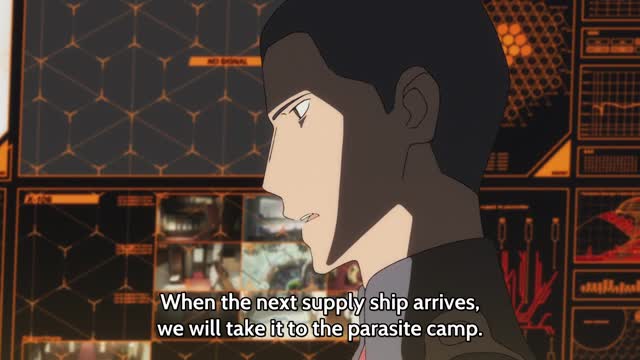 NO SIGNAL
When the next supply ship arrives,
we will take it to the parasite camp.